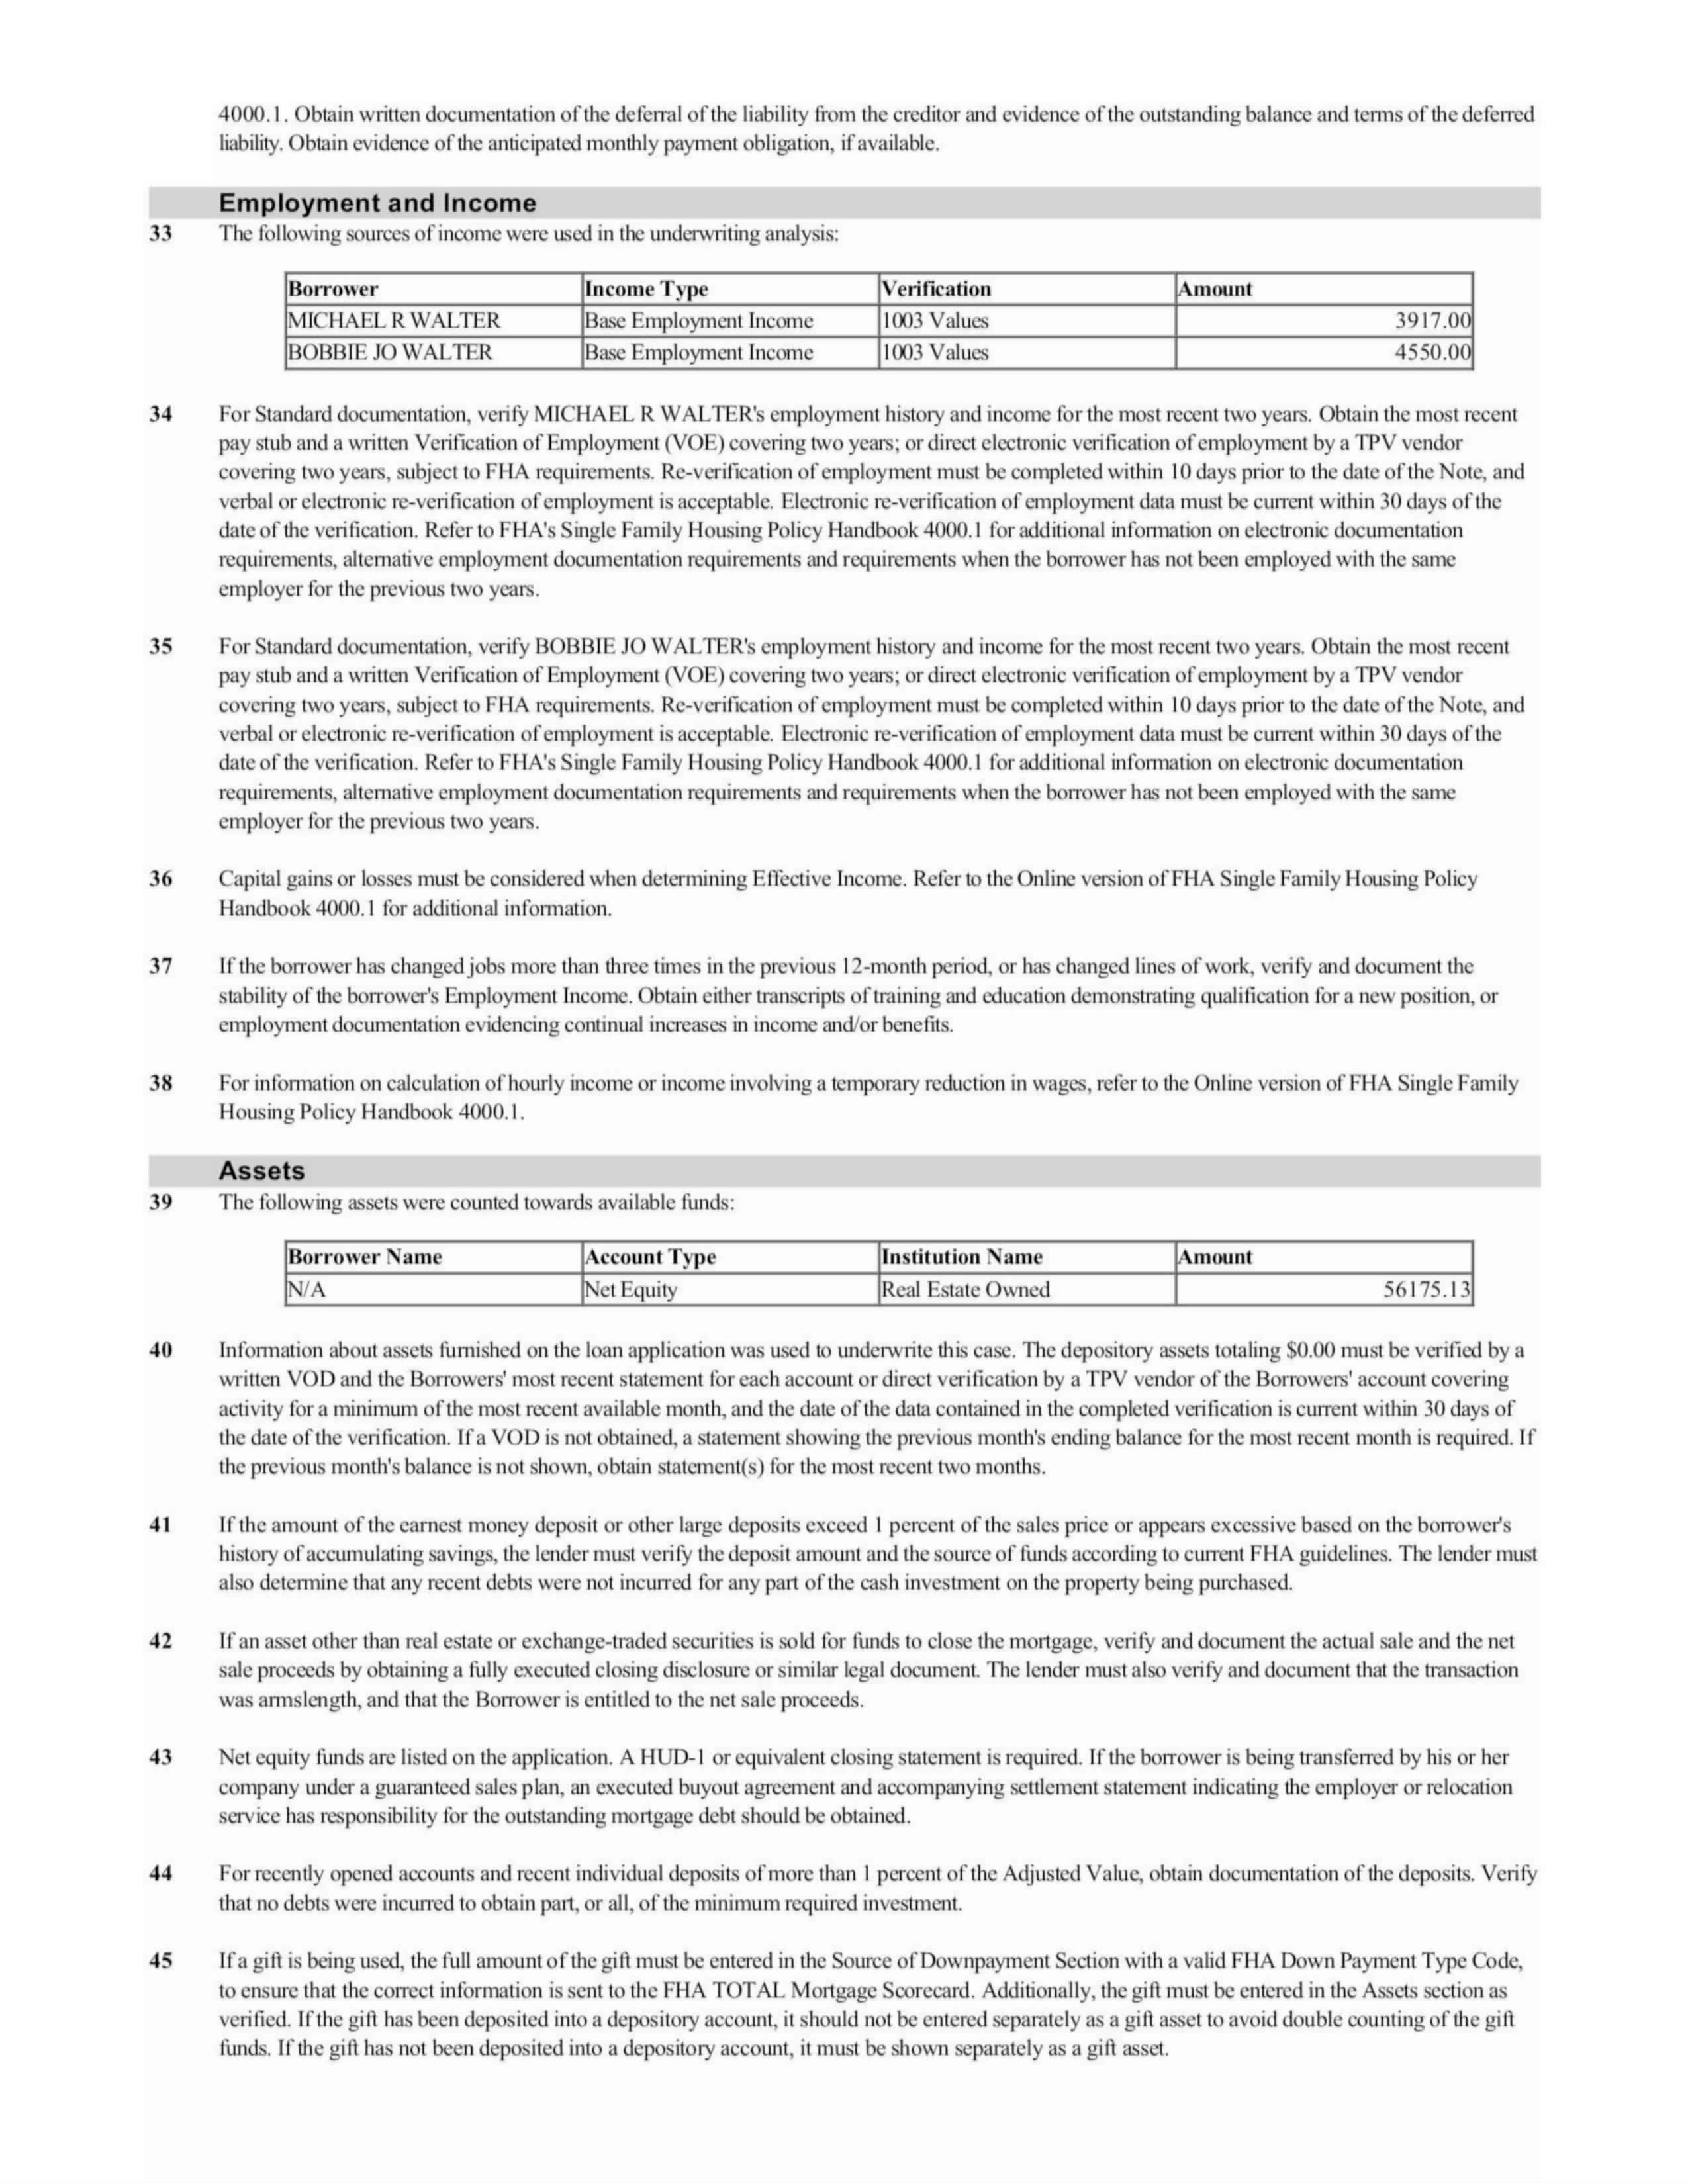 4000.1. Obtain written documentation of the deferral of the liability from the creditor and evidence of the outstanding balance and terms of the deferred
liability. Obtain evidence of the anticipated monthly payment obligation, if available.
Employment and Income
33 The following sources of income were used in the underwriting analysis:
Borrower Income Type Verification Amount
MICHAEL R WALTER Base Employment Income 1003 Values 3917.00
BOBBIE JO WALTER Base Employment Income 1003 Values 4550.00
34 For Standard documentation, verify MICHAEL R WALTER's employment history and income for the most recent two years. Obtain the most recent
pay stub and a written Verification of Employment (VOE) covering two years; or direct electronic verification of employment by a TPV vendor
covering two years, subject to FHA requirements. Re-verification of employment must be completed within 10 days prior to the date of the Note, and
verbal or electronic re-verification of employment is acceptable. Electronic re-verification of employment data must be current within 30 days of the
date of the verification. Refer to FHA's Single Family Housing Policy Handbook 4000.1 for additional information on electronic documentation
requirements, alternative employment documentation requirements and requirements when the borrower has not been employed with the same
employer for the previous two years.
35 For Standard documentation, verify BOBBIE JO WALTER's employment history and income for the most recent two years. Obtain the most recent
pay stub and a written Verification of Employment (VOE) covering two years; or direct electronic verification of employment by a TPV vendor
covering two years, subject to FHA requirements. Re-verification of employment must be completed within 10 days prior to the date of the Note, and
verbal or electronic re-verification of employment is acceptable. Electronic re-verification of employment data must be current within 30 days of the
date of the verification. Refer to FHA's Single Family Housing Policy Handbook 4000.1 for additional information on electronic documentation
requirements, alternative employment documentation requirements and requirements when the borrower has not been employed with the same
employer for the previous two years.
36 Capital gains or losses must be considered when determining Effective Income. Refer to the Online version of FHA Single Family Housing Policy
Handbook 4000.1 for additional information.
37 If the borrower has changed jobs more than three times in the previous 12-month period, or has changed lines of work, verify and document the
stability of the borrower's Employment Income. Obtain either transcripts of training and education demonstrating qualification for a new position, or
employment documentation evidencing continual increases in income and/or benefits.
38 For information on calculation of hourly income or income involving a temporary reduction in wages, refer to the Online version of FHA Single Family
Housing Policy Handbook 4000.1.
Assets
39 The following assets were counted towards available funds:
Borrower Name Account Type Institution Name Amount
N/A Net Equity Real Estate Owned 56175.13
40 Information about assets furnished on the loan application was used to underwrite this case. The depository assets totaling $0.00 must be verified by a
written VOD and the Borrowers' most recent statement for each account or direct verification by a TPV vendor of the Borrowers' account covering
activity for a minimum of the most recent available month, and the date of the data contained in the completed verification is current within 30 days of
the date of the verification. If a VOD is not obtained, a statement showing the previous month's ending balance for the most recent month is required. If
the previous month's balance is not shown, obtain statement(s) for the most recent two months.
41 If the amount of the earnest money deposit or other large deposits exceed 1 percent of the sales price or appears excessive based on the borrower's
history of accumulating savings, the lender must verify the deposit amount and the source of funds according to current FHA guidelines. The lender must
also determine that any recent debts were not incurred for any part of the cash investment on the property being purchased.
42 If an asset other than real estate or exchange-traded securities is sold for funds to close the mortgage, verify and document the actual sale and the net
sale proceeds by obtaining a fully executed closing disclosure or similar legal document. The lender must also verify and document that the transaction
was armslength, and that the Borrower is entitled to the net sale proceeds.
43 Net equity funds are listed on the application. A HUD-1 or equivalent closing statement is required. If the borrower is being transferred by his or her
company under a guaranteed sales plan, an executed buyout agreement and accompanying settlement statement indicating the employer or relocation
service has responsibility for the outstanding mortgage debt should be obtained.
44 For recently opened accounts and recent individual deposits of more than 1 percent of the Adjusted Value, obtain documentation of the deposits. Verify
that no debts were incurred to obtain part, or all, of the minimum required investment.
45 If a gift is being used, the full amount of the gift must be entered in the Source of Downpayment Section with a valid FHA Down Payment Type Code,
to ensure that the correct information is sent to the FHA TOTAL Mortgage Scorecard. Additionally, the gift must be entered in the Assets section as
verified. If the gift has been deposited into a depository account, it should not be entered separately as a gift asset to avoid double counting of the gift
funds. If the gift has not been deposited into a depository account, it must be shown separately as a gift asset.